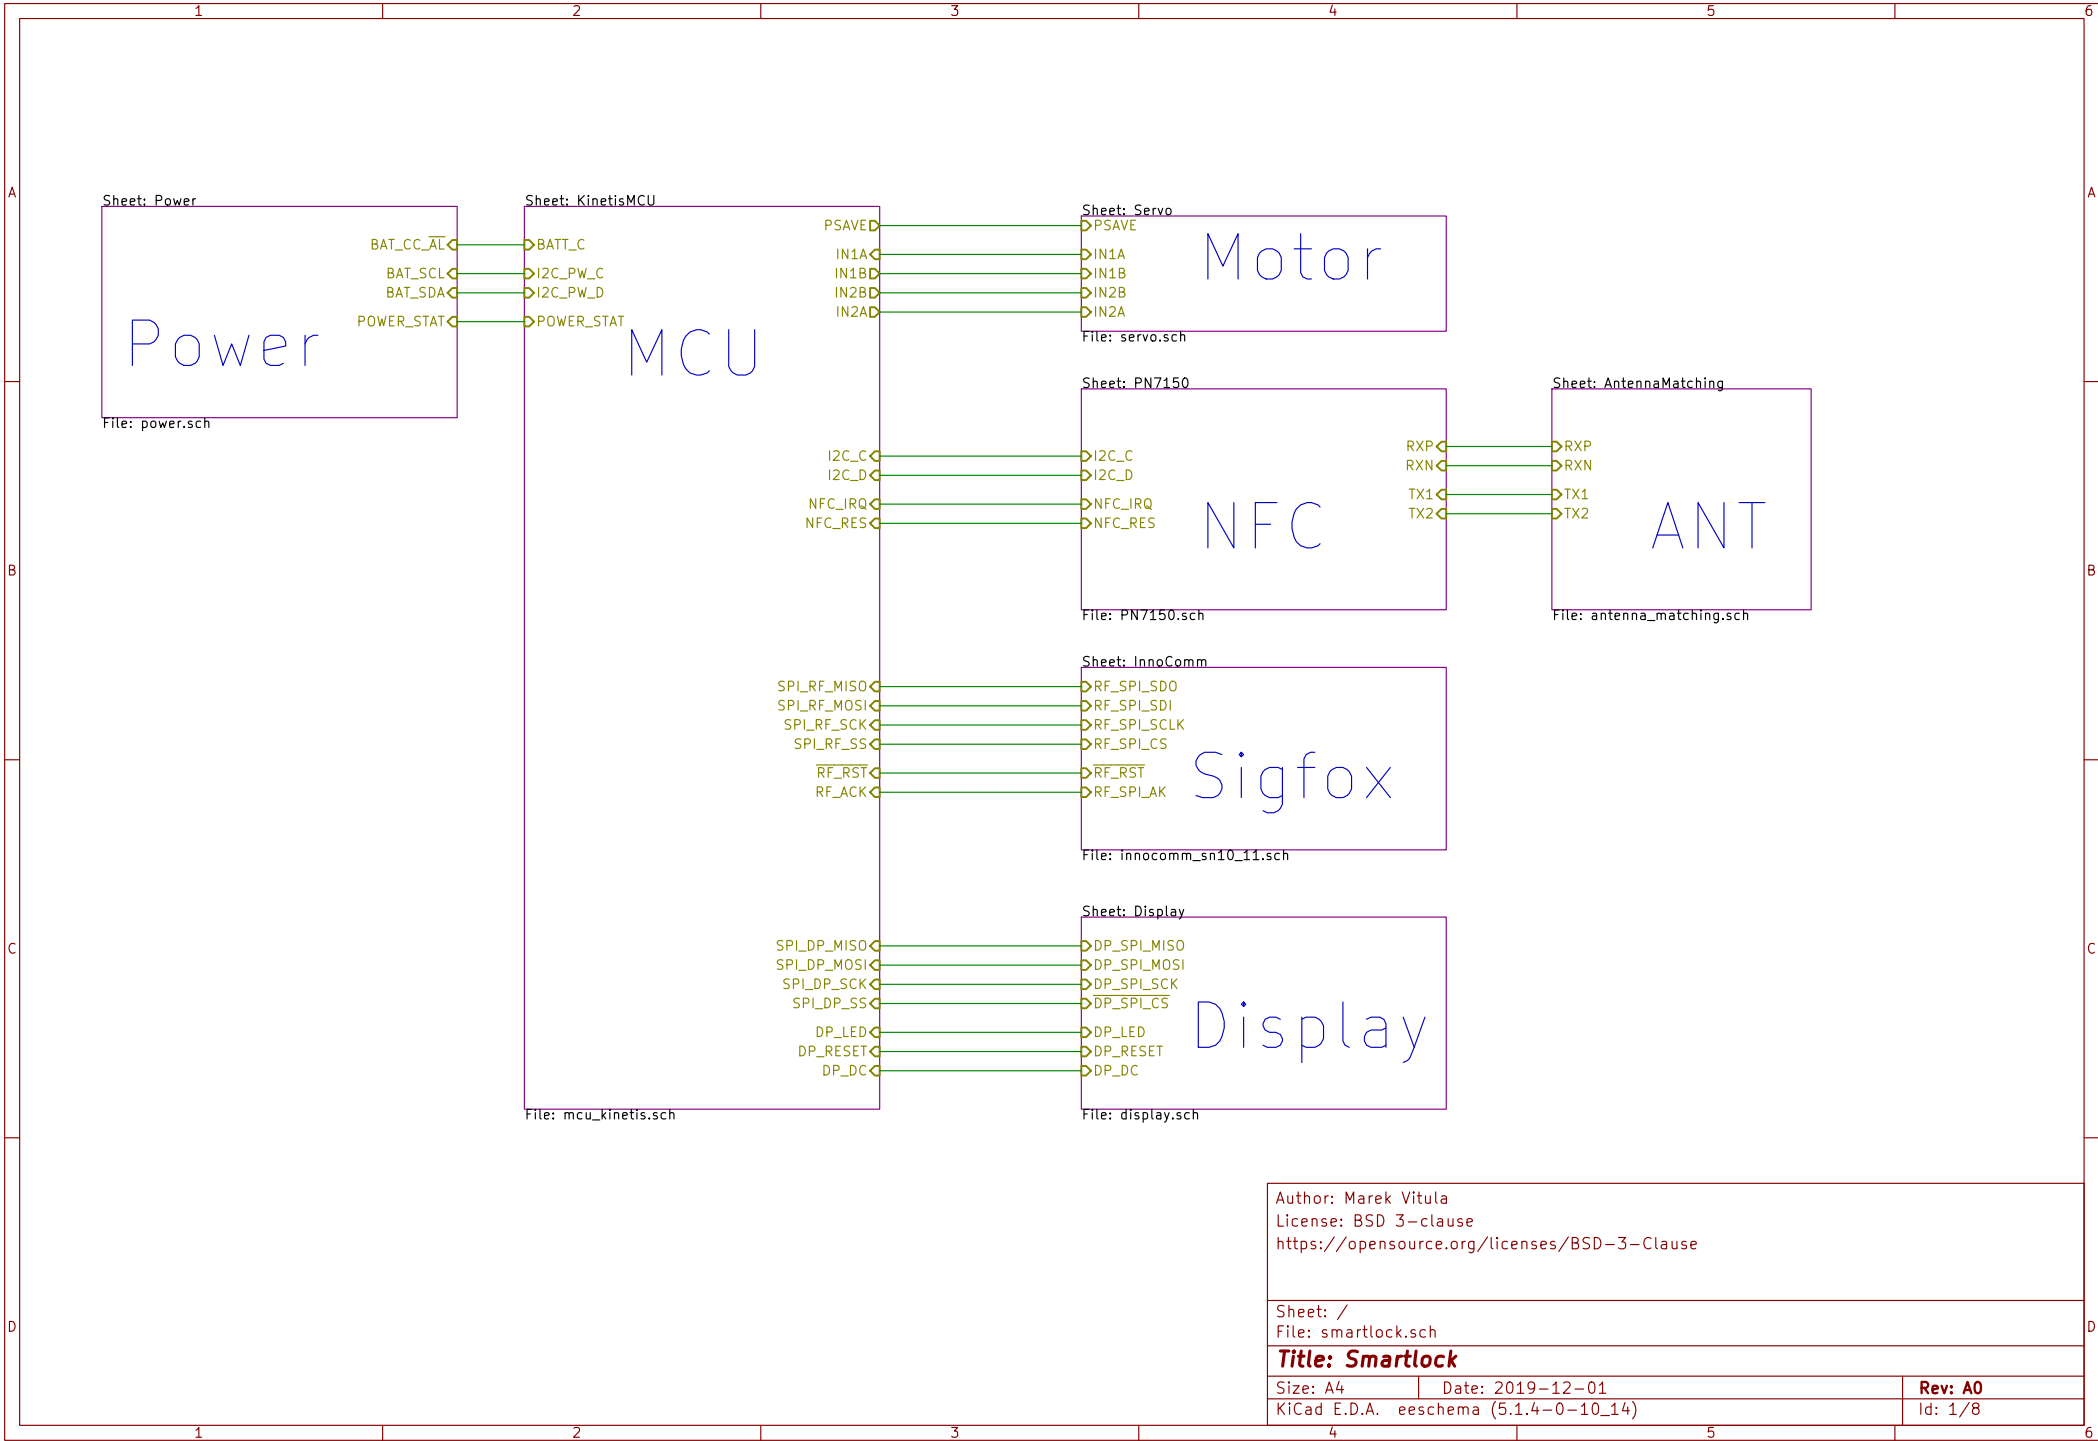 1 2 3 4 5 6
A
A
Sheet: Power
BAT_CC_AL
BAT_SCL
BAT_SDA
POWER_STAT
Power
File: power.sch
Sheet: KinetisMCU
BATT_C
I2C_PW_C
I2C_PW_D
POWER_STAT
MCU
PSAVE
IN1A
IN1B
IN2B
IN2A
I2C_C
I2C_D
NFC_IRQ
NFC_RES
SPI_RF_MISO
SPI_RF_MOSI
SPI_RF_SCK
SPI_RF_SS
RF_RST
RF_ACK
SPI_DP_MISO
SPI_DP_MOSI
SPI_DP_SCK
SPI_DP_SS
DP_LED
DP_RESET
DP_DC
File: mcu_kinetis.sch
Sheet: Servo
PSAVE
IN1A
IN1B
IN2B
IN2A
Motor
File: servo.sch
Sheet: PN7150
I2C_C
I2C_D
NFC_IRQ
NFC_RES
NFC
RXP
RXN
TX1
TX2
File: PN7150.sch
Sheet: AntennaMatching
RXP
RXN
TX1
TX2
ANT
File: antenna_matching.sch
B
B
Sheet: InnoComm
RF_SPI_SDO
RF_SPI_SDI
RF_SPI_SCLK
RF_SPI_CS
RF_RST
RF_SPI_AK
Sigfox
File: innocomm_sn10_11.sch
C
C
Sheet: Display
DP_SPI_MISO
DP_SPI_MOSI
DP_SPI_SCK
DP_SPI_CS
DP_LED
DP_RESET
DP_DC
Display
File: display.sch
D
D
Author: Marek Vitula
License: BSD 3-clause
https://opensource.org/licenses/BSD-3-Clause
Sheet: /
File: smartlock.sch
Title: Smartlock
Size: A4 Date: 2019-12-01 Rev: A0
KiCad E.D.A. eeschema (5.1.4-0-10_14) Id: 1/8
1 2 3 4 5 6